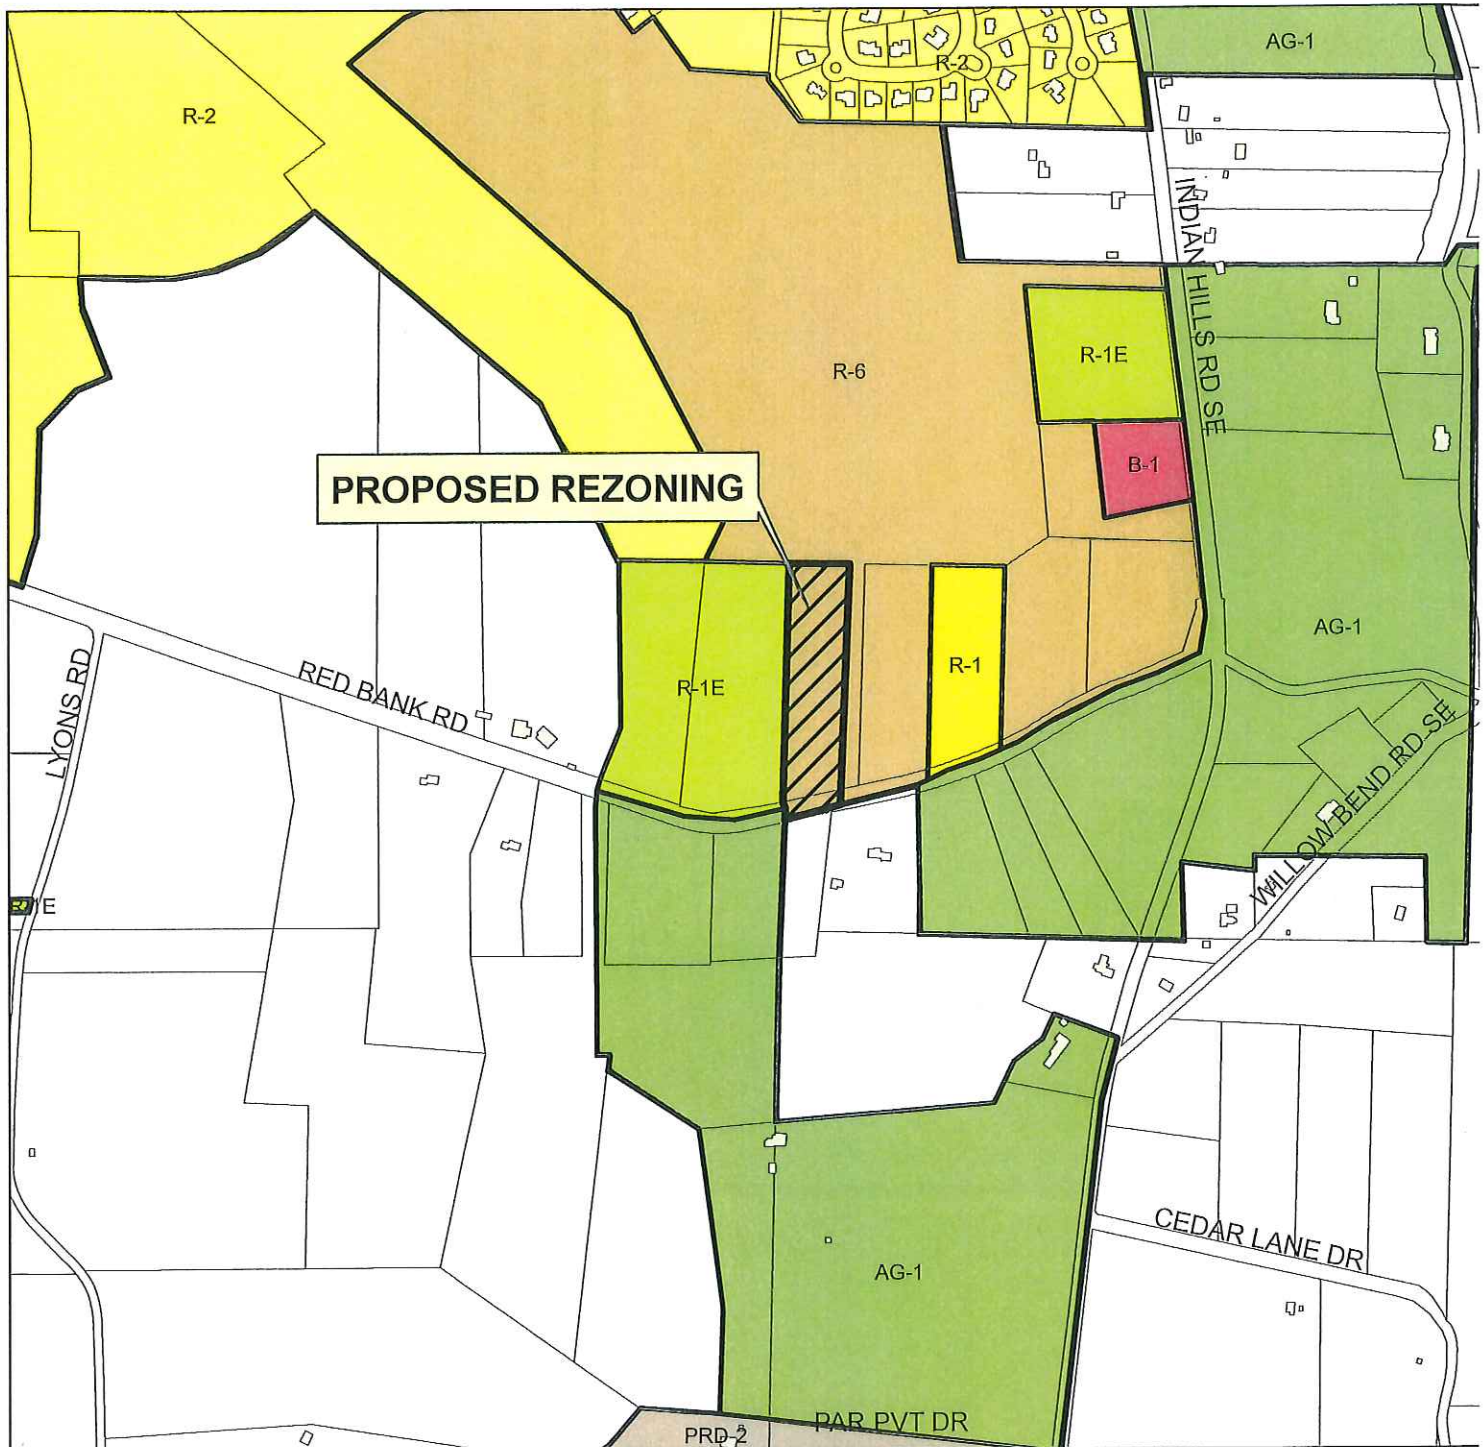 AG-1
R-2
R-2
INDIAN HILLS RD SE
R-1E
R-6
B-1
PROPOSED REZONING
AG-1
R-1
R-1E
RED BANK RD
LYONS RD
WILLOW BEND RD SE
CEDAR LANE DR
AG-1
PAR PVT DR
PRD-2